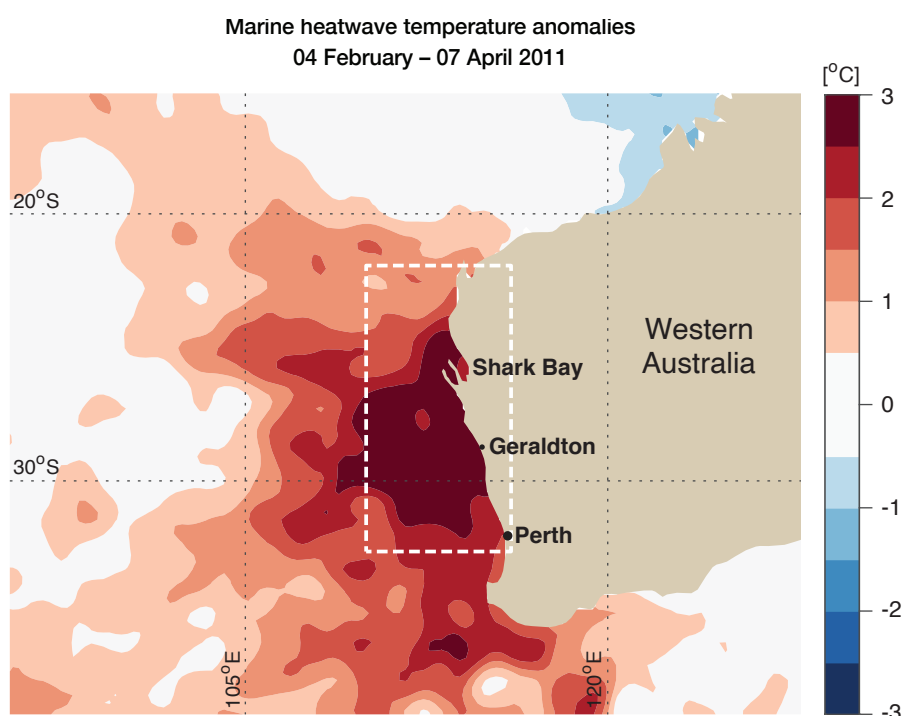 Marine heatwave temperature anomalies
04 February – 07 April 2011
[°C]
3
20°S
2
1
Western
Australia
Shark Bay
0
Geraldton
30°S
-1
Perth
-2
105°E
120°E
-3